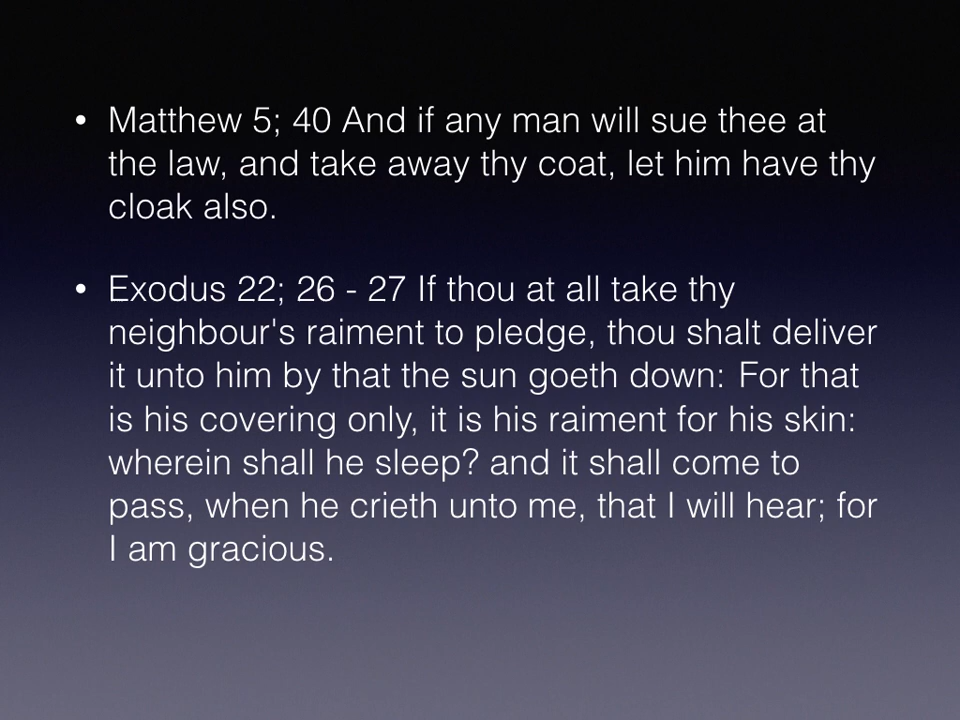 • Matthew 5; 40 And if any man will sue thee at
the law, and take away thy coat, let him have thy
cloak also.
• Exodus 22; 26 - 27 If thou at all take thy
neighbour's raiment to pledge, thou shalt deliver
it unto him by that the sun goeth down: For that
is his covering only, it is his raiment for his skin:
wherein shall he sleep? and it shall come to
pass, when he crieth unto me, that I will hear; for
I am gracious.